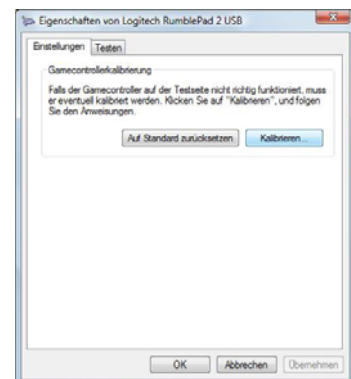 Eigenschaften von Logitech RumblePad 2 USB
Einstellungen Testen
Gamecontrollerkalibrierung
Falls der Gamecontroller auf der Testseite nicht richtig funktioniert, muss
er eventuell kalibriert werden. Klicken Sie auf "Kalibrieren", und folgen
Sie den Anweisungen.
Auf Standard zurücksetzen Kalibrieren...
OK Abbrechen Übernehmen